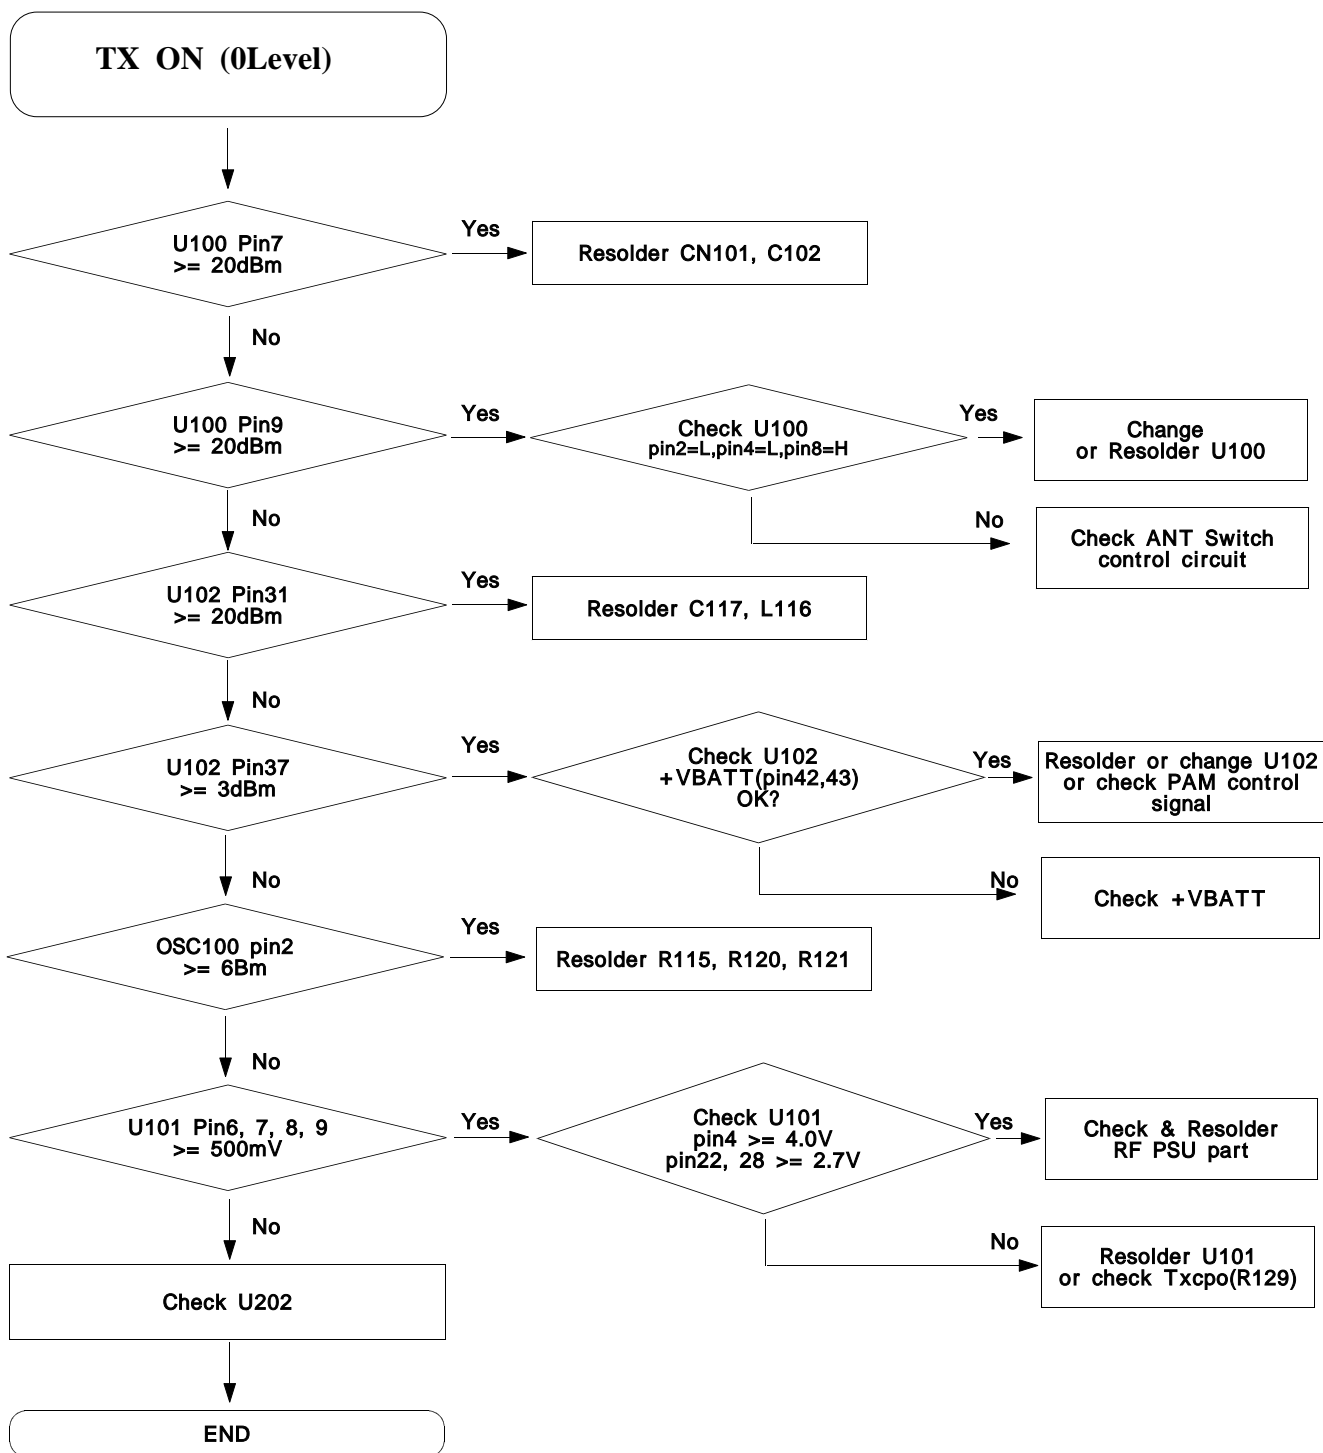 TX ON (0Level)
U100 Pin7
>= 20dBm
Yes
Resolder CN101, C102
No
U100 Pin9
>= 20dBm
Yes
Check U100
pin2=L,pin4=L,pin8=H
Yes
Change
or Resolder U100
No
Check ANT Switch
control circuit
No
U102 Pin31
>= 20dBm
Yes
Resolder C117, L116
No
U102 Pin37
>= 3dBm
Yes
Check U102
+VBATT(pin42,43)
OK?
Yes
Resolder or change U102
or check PAM control
signal
No
Check +VBATT
No
OSC100 pin2
>= 6Bm
Yes
Resolder R115, R120, R121
No
U101 Pin6, 7, 8, 9
>= 500mV
Yes
Check U101
pin4 >= 4.0V
pin22, 28 >= 2.7V
Yes
Check & Resolder
RF PSU part
No
Resolder U101
or check Txcpo(R129)
No
Check U202
END